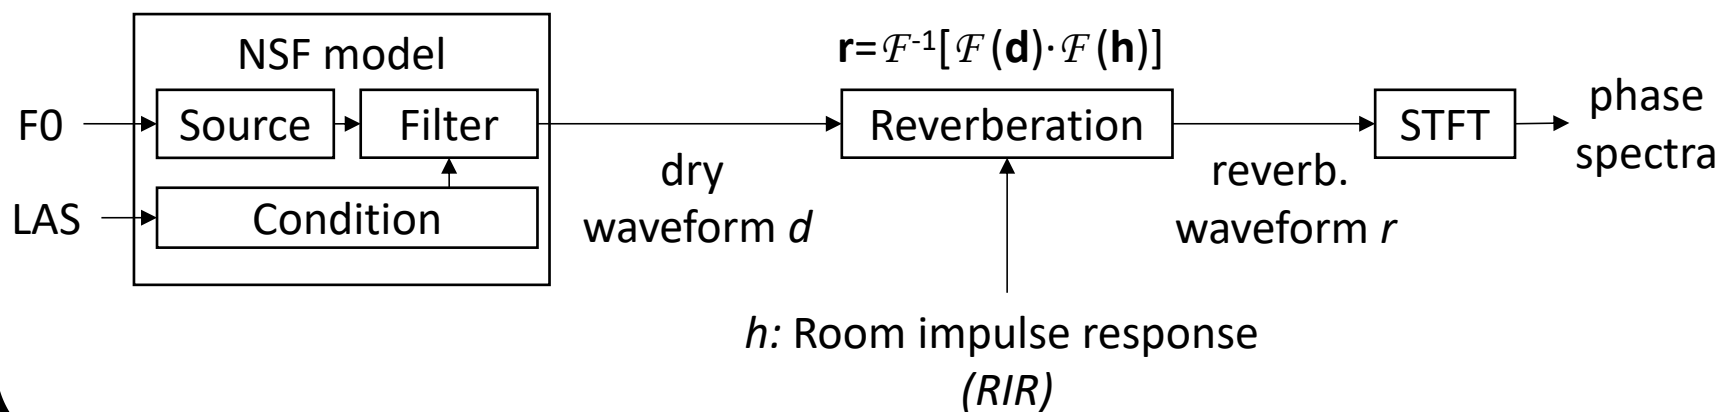 NSF model
F0
Source
Filter
LAS
Condition
dry
waveform d
r=ℱ⁻¹[ℱ(d)·ℱ(h)]
Reverberation
h: Room impulse response
(RIR)
reverb.
waveform r
STFT
phase
spectra